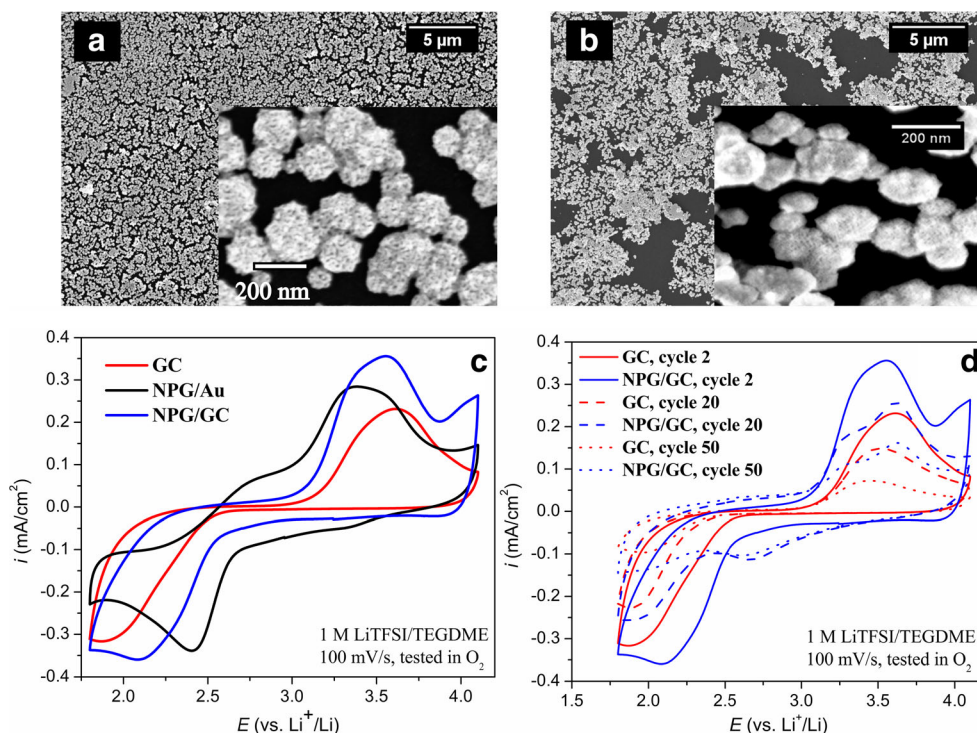 a
5 μm
200 nm
b
5 μm
200 nm
c
GC
NPG/Au
NPG/GC
0.4
0.3
0.2
0.1
0.0
-0.1
-0.2
-0.3
-0.4
i (mA/cm²)
1 M LiTFSI/TEGDME
100 mV/s, tested in O₂
2.0 2.5 3.0 3.5 4.0
E (vs. Li⁺/Li)
d
GC, cycle 2
NPG/GC, cycle 2
GC, cycle 20
NPG/GC, cycle 20
GC, cycle 50
NPG/GC, cycle 50
0.4
0.3
0.2
0.1
0.0
-0.1
-0.2
-0.3
-0.4
i (mA/cm²)
1 M LiTFSI/TEGDME
100 mV/s, tested in O₂
1.5 2.0 2.5 3.0 3.5 4.0
E (vs. Li⁺/Li)